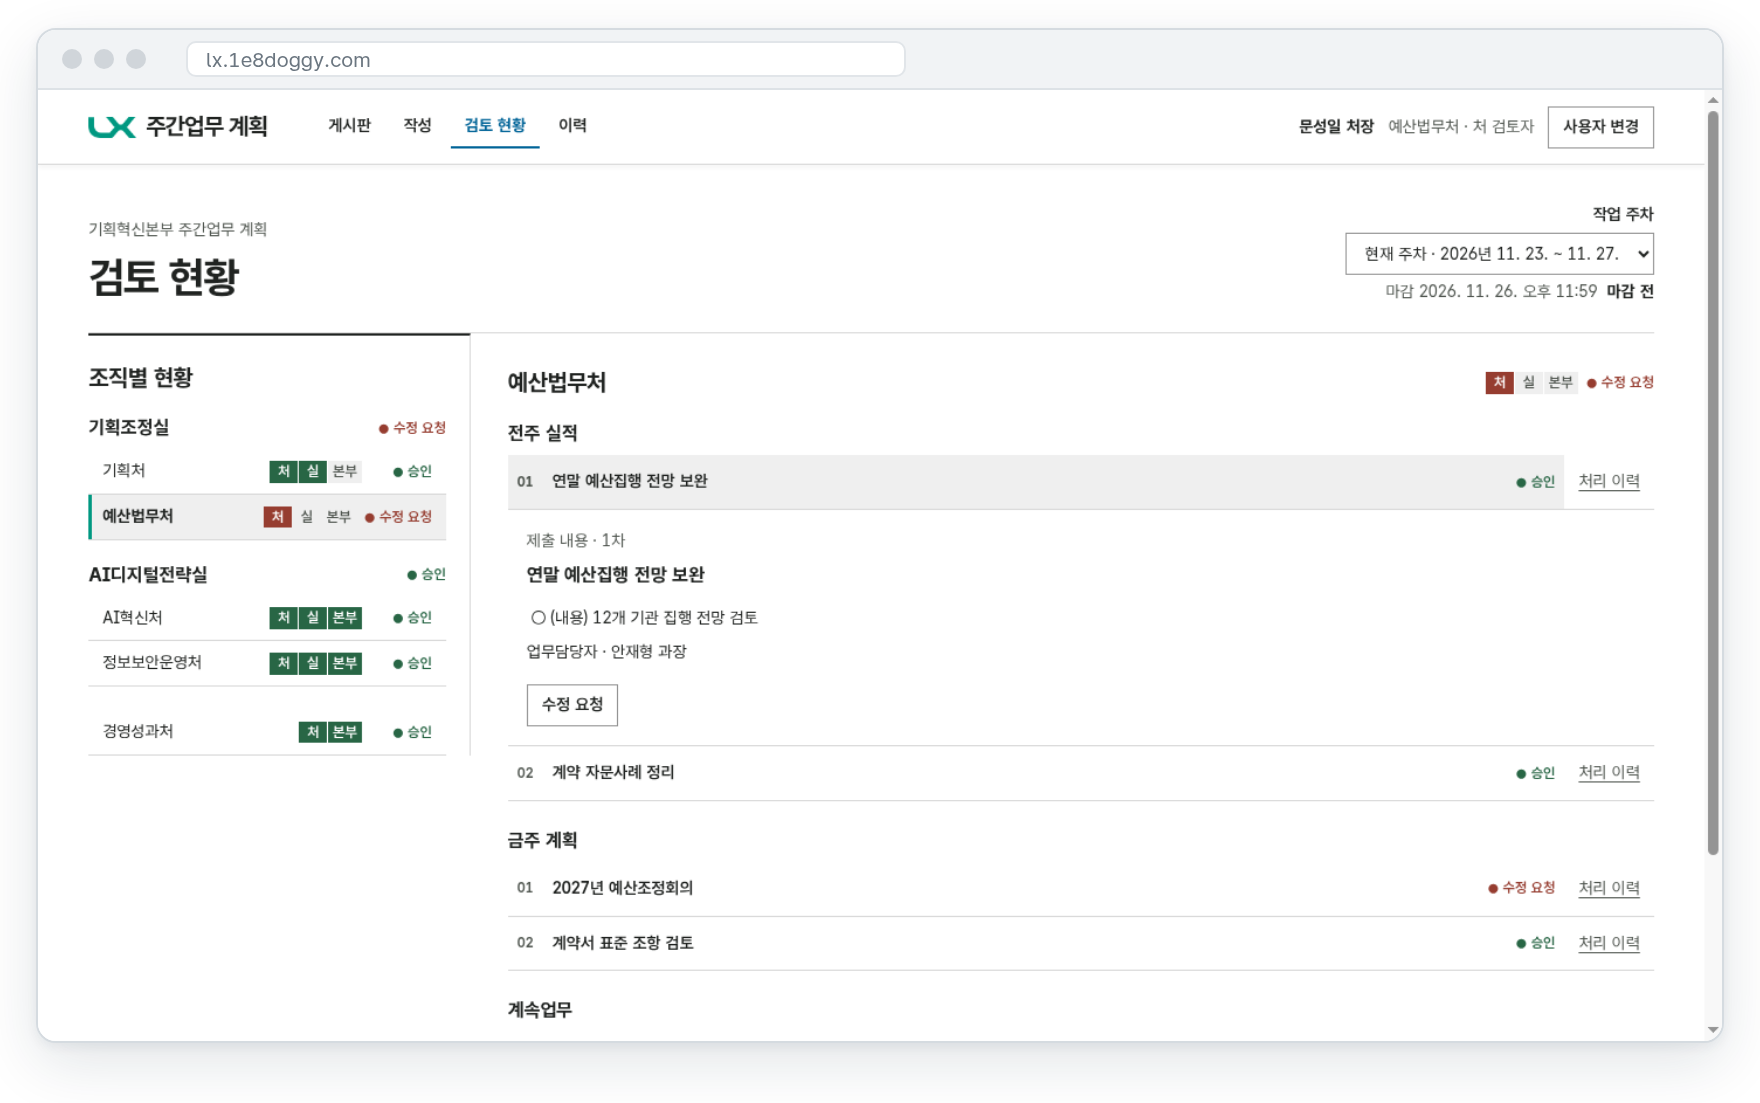 lx.1e8doggy.com
LX 주간업무 계획 게시판 작성 검토 현황 이력 문성일 처장 예산법무처 · 처 검토자 사용자 변경
기획혁신본부 주간업무 계획
검토 현황
작업 주차
현재 주차 · 2026년 11. 23. ~ 11. 27.
마감 2026. 11. 26. 오후 11:59 마감 전
조직별 현황
기획조정실 수정 요청
기획처 처 실 본부 승인
예산법무처 처 실 본부 수정 요청
AI디지털전략실 승인
AI혁신처 처 실 본부 승인
정보보안운영처 처 실 본부 승인
경영성과처 처 본부 승인
예산법무처 처 실 본부 수정 요청
전주 실적
01 연말 예산집행 전망 보완 승인 처리 이력
제출 내용 · 1차
연말 예산집행 전망 보완
○ (내용) 12개 기관 집행 전망 검토
업무담당자 · 안재형 과장
수정 요청
02 계약 자문사례 정리 승인 처리 이력
금주 계획
01 2027년 예산조정회의 수정 요청 처리 이력
02 계약서 표준 조항 검토 승인 처리 이력
계속업무